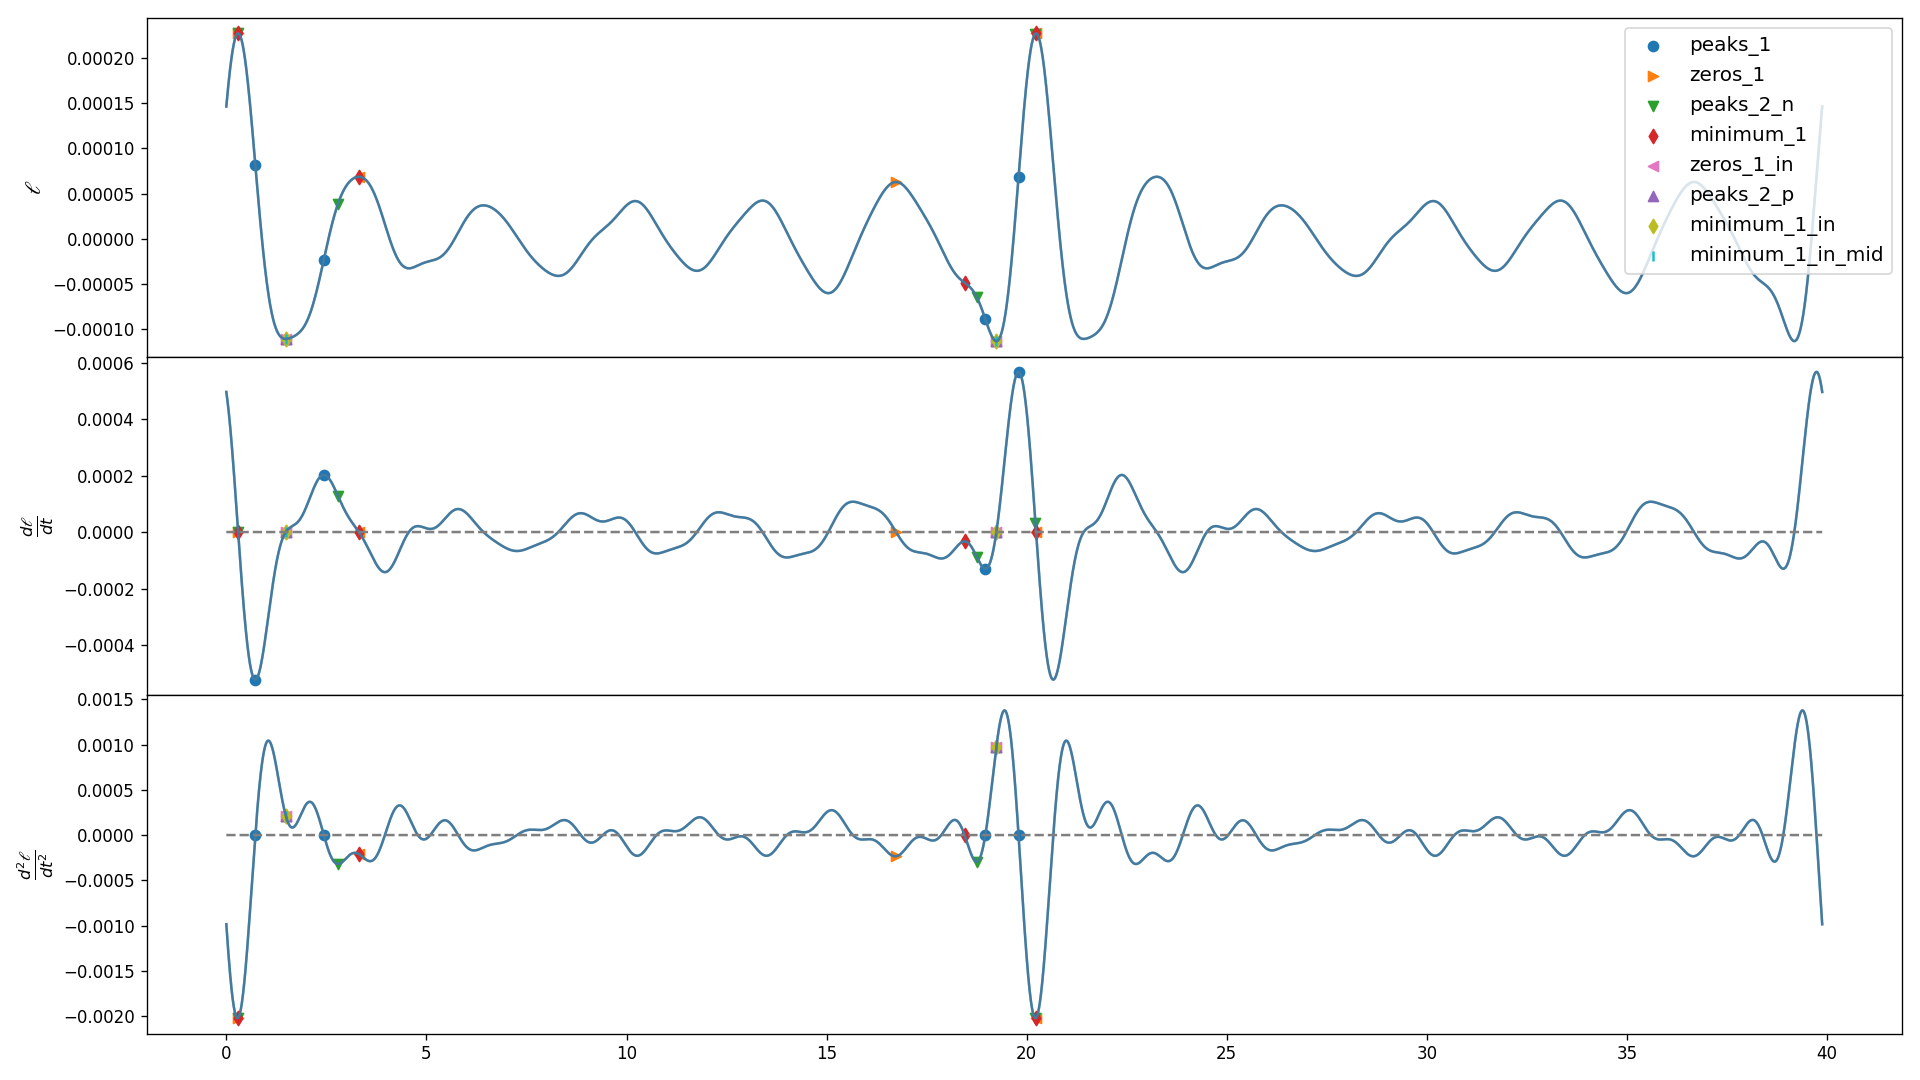 0.00020
0.00015
0.00010
0.00005
0.00000
−0.00005
−0.00010
ℓ
peaks_1
zeros_1
peaks_2_n
minimum_1
zeros_1_in
peaks_2_p
minimum_1_in
minimum_1_in_mid
0.0006
0.0004
0.0002
0.0000
−0.0002
−0.0004
dℓ/dt
0.0015
0.0010
0.0005
0.0000
−0.0005
−0.0010
−0.0015
−0.0020
d²ℓ/dt²
0 5 10 15 20 25 30 35 40